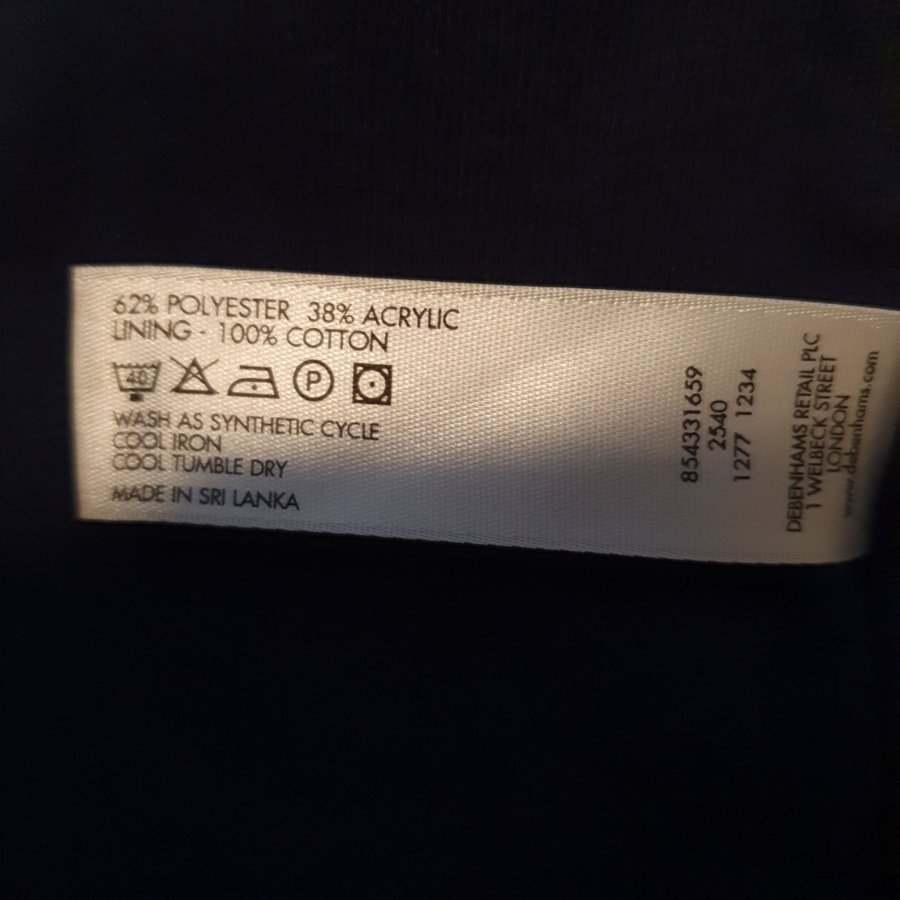 62% POLYESTER 38% ACRYLIC
LINING - 100% COTTON
40 P
WASH AS SYNTHETIC CYCLE
COOL IRON
COOL TUMBLE DRY
MADE IN SRI LANKA
854331659
2540
1277 1234
DEBENHAMS RETAIL PLC
1 WELBECK STREET
LONDON
www.debenhams.com